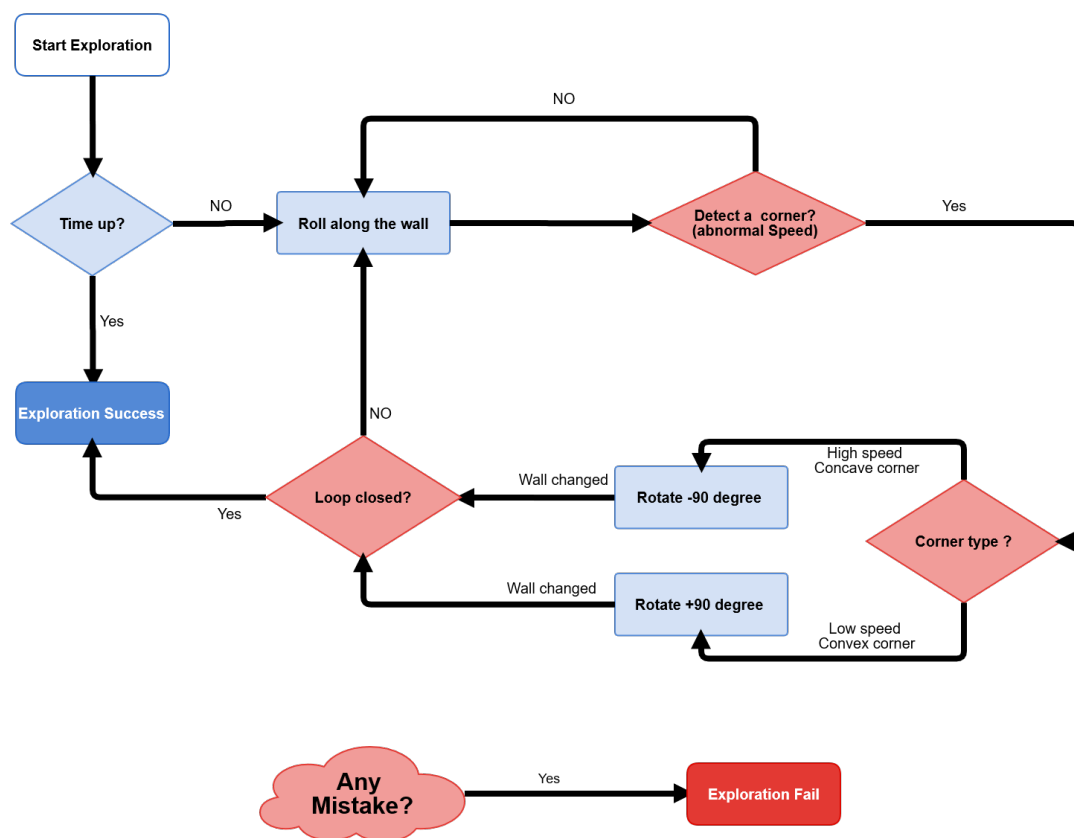 Start Exploration
NO
Time up?
NO
Roll along the wall
Detect a corner?
(abnormal Speed)
Yes
Yes
Exploration Success
NO
High speed
Concave corner
Wall changed
Rotate -90 degree
Loop closed?
Yes
Corner type ?
Wall changed
Rotate +90 degree
Low speed
Convex corner
Any
Mistake?
Yes
Exploration Fail